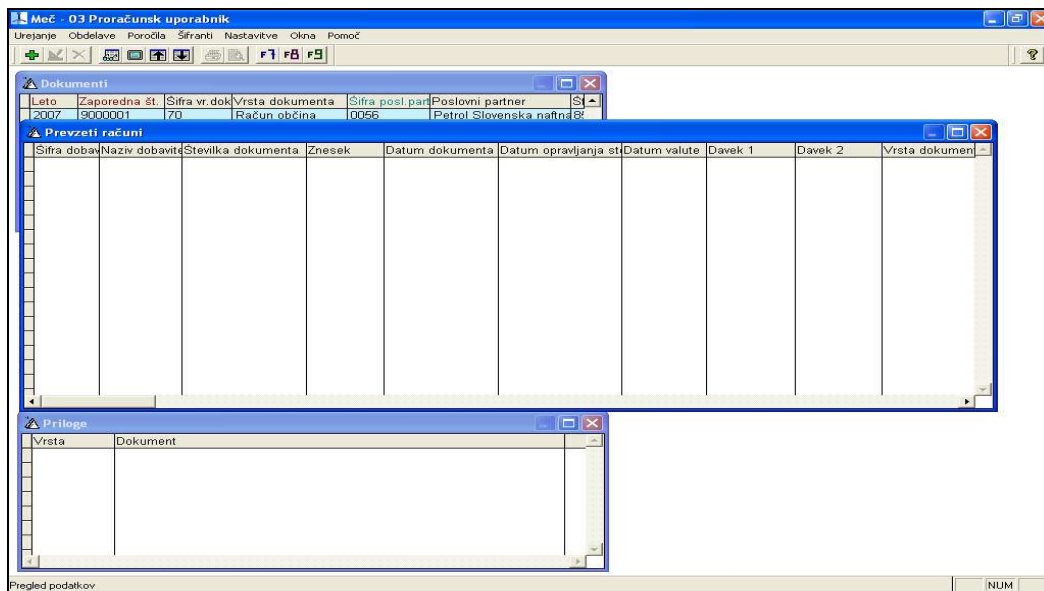 Meč - 03 Proračunsk uporabnik
Urejanje Obdelave Poročila Šifranti Nastavitve Okna Pomoč
F7 F8 F9
Dokumenti
Leto Zaporedna št. Šifra vr.dok Vrsta dokumenta Šifra posl.part Poslovni partner
2007 9000001 70 Račun občina 0056 Petrol Slovenska naftna
Prevzeti računi
Šifra dobav Naziv dobavite Številka dokumenta Znesek Datum dokumenta Datum opravljanja sto Datum valute Davek 1 Davek 2 Vrsta dokumen
Priloge
Vrsta Dokument
Pregled podatkov NUM